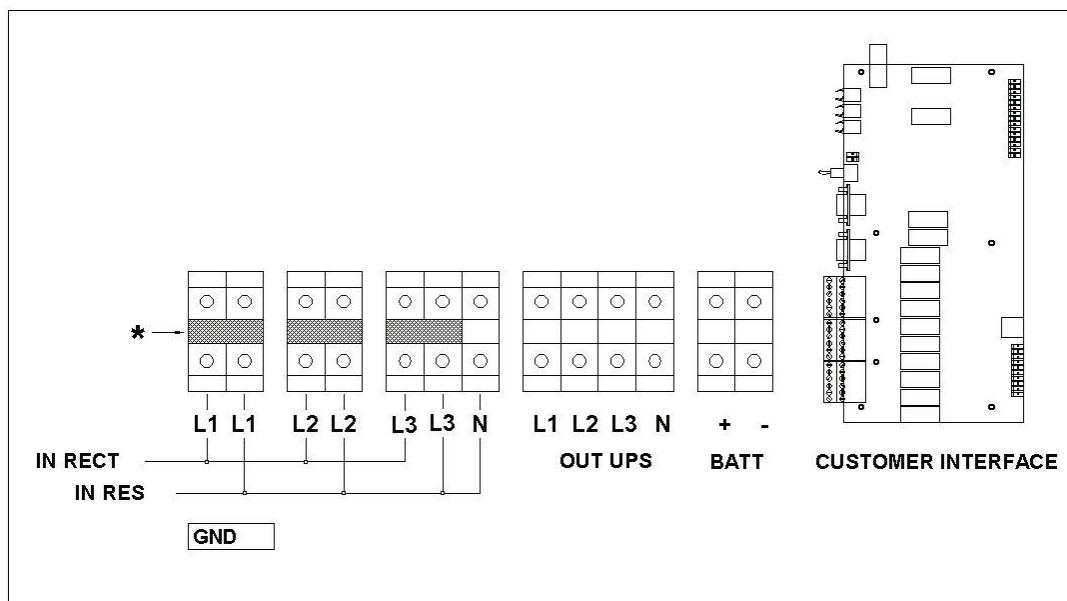 *
L1 L1 L2 L2 L3 L3 N L1 L2 L3 N + -
IN RECT OUT UPS BATT CUSTOMER INTERFACE
IN RES
GND